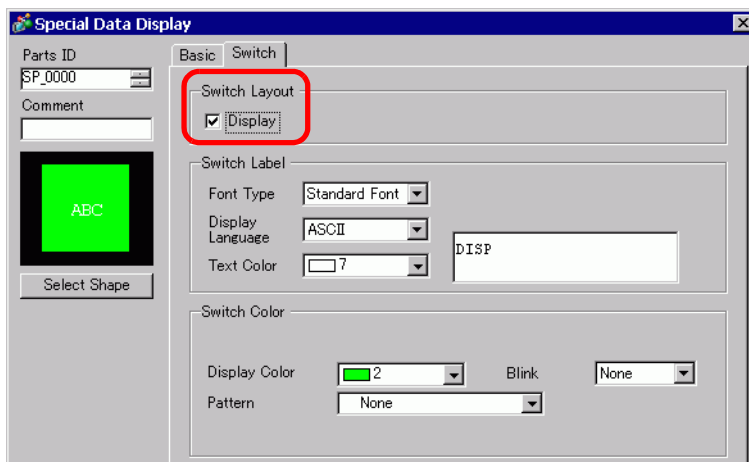 Special Data Display
Parts ID
SP_0000
Comment
ABC
Select Shape
Basic Switch
Switch Layout
Display
Switch Label
Font Type Standard Font
Display Language ASCII
Text Color 7
DISP
Switch Color
Display Color 2 Blink None
Pattern None